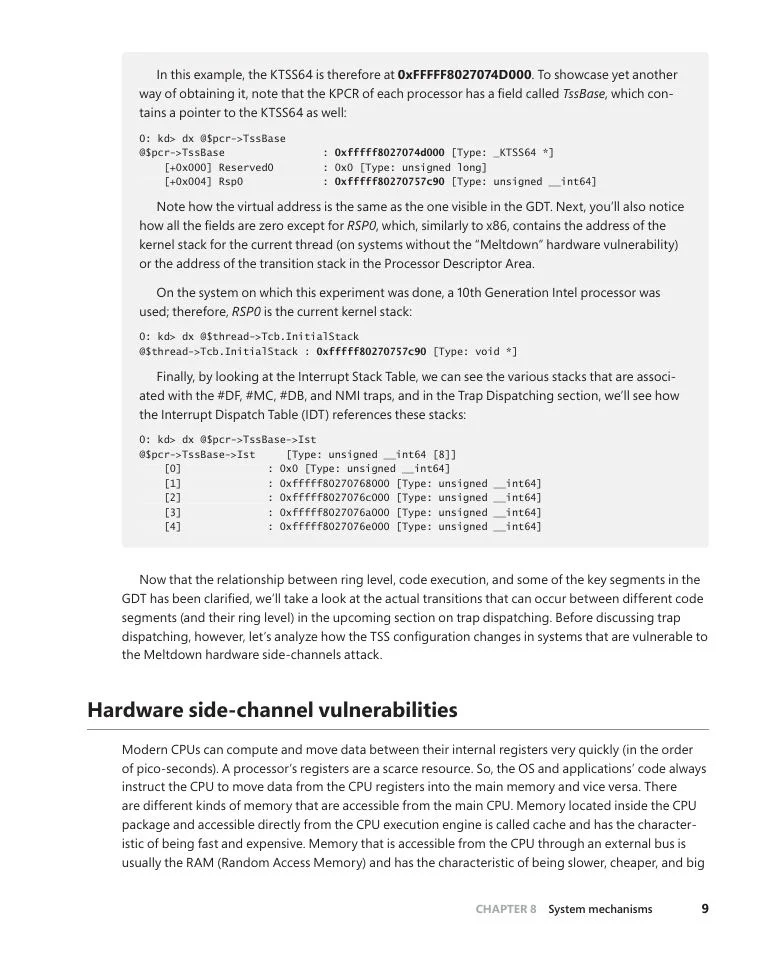 In this example, the KTSS64 is therefore at 0xFFFFF8027074D000. To showcase yet another
way of obtaining it, note that the KPCR of each processor has a field called TssBase, which con-
tains a pointer to the KTSS64 as well:
0: kd> dx @$pcr->TssBase
@$pcr->TssBase : 0xfffff8027074d000 [Type: _KTSS64 *]
[+0x000] Reserved0 : 0x0 [Type: unsigned long]
[+0x004] Rsp0 : 0xfffff80270757c90 [Type: unsigned __int64]
Note how the virtual address is the same as the one visible in the GDT. Next, you’ll also notice
how all the fields are zero except for RSP0, which, similarly to x86, contains the address of the
kernel stack for the current thread (on systems without the “Meltdown” hardware vulnerability)
or the address of the transition stack in the Processor Descriptor Area.
On the system on which this experiment was done, a 10th Generation Intel processor was
used; therefore, RSP0 is the current kernel stack:
0: kd> dx @$thread->Tcb.InitialStack
@$thread->Tcb.InitialStack : 0xfffff80270757c90 [Type: void *]
Finally, by looking at the Interrupt Stack Table, we can see the various stacks that are associ-
ated with the #DF, #MC, #DB, and NMI traps, and in the Trap Dispatching section, we’ll see how
the Interrupt Dispatch Table (IDT) references these stacks:
0: kd> dx @$pcr->TssBase->Ist
@$pcr->TssBase->Ist [Type: unsigned __int64 [8]]
[0] : 0x0 [Type: unsigned __int64]
[1] : 0xfffff80270768000 [Type: unsigned __int64]
[2] : 0xfffff8027076c000 [Type: unsigned __int64]
[3] : 0xfffff8027076a000 [Type: unsigned __int64]
[4] : 0xfffff8027076e000 [Type: unsigned __int64]
Now that the relationship between ring level, code execution, and some of the key segments in the
GDT has been clarified, we’ll take a look at the actual transitions that can occur between different code
segments (and their ring level) in the upcoming section on trap dispatching. Before discussing trap
dispatching, however, let’s analyze how the TSS configuration changes in systems that are vulnerable to
the Meltdown hardware side-channels attack.
Hardware side-channel vulnerabilities
Modern CPUs can compute and move data between their internal registers very quickly (in the order
of pico-seconds). A processor’s registers are a scarce resource. So, the OS and applications’ code always
instruct the CPU to move data from the CPU registers into the main memory and vice versa. There
are different kinds of memory that are accessible from the main CPU. Memory located inside the CPU
package and accessible directly from the CPU execution engine is called cache and has the character-
istic of being fast and expensive. Memory that is accessible from the CPU through an external bus is
usually the RAM (Random Access Memory) and has the characteristic of being slower, cheaper, and big
CHAPTER 8 System mechanisms 9